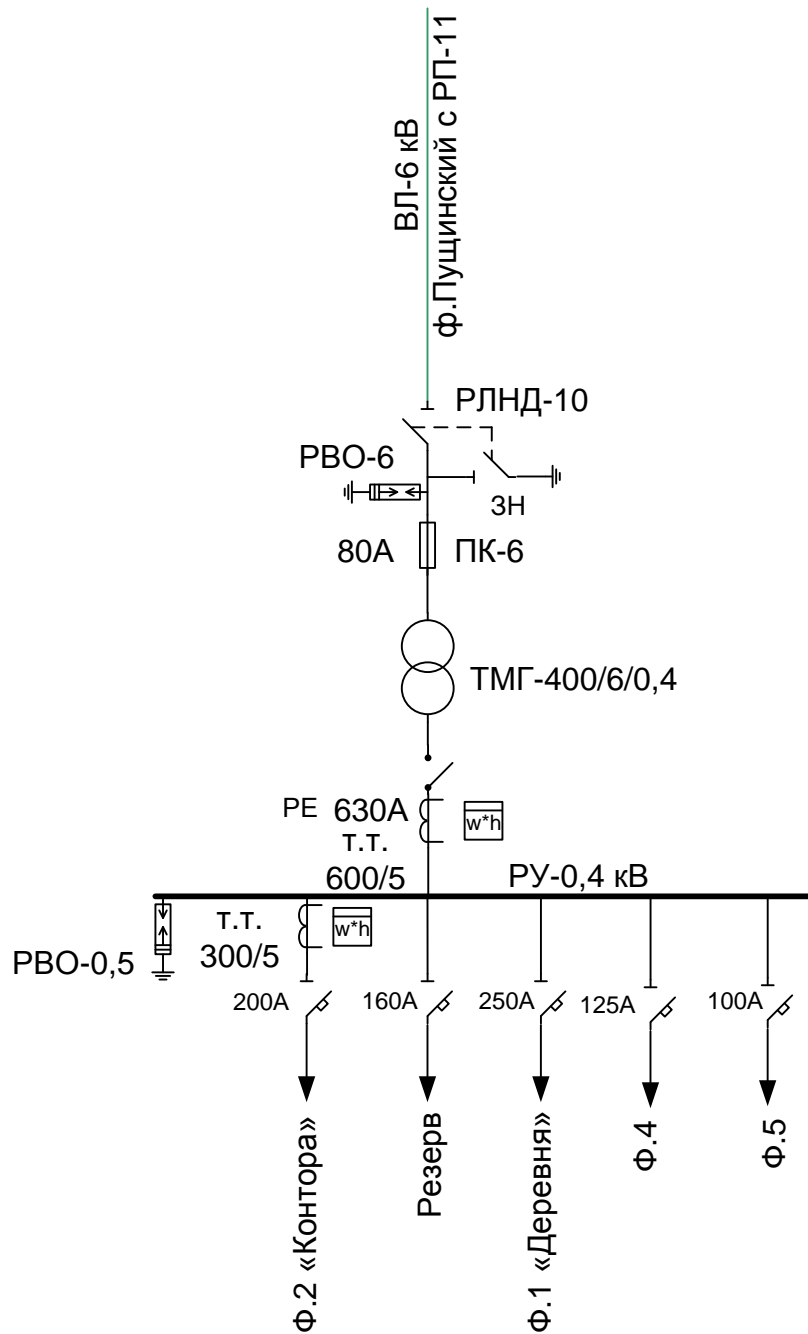 ВЛ-6 кВ
ф.Пущинский с РП-11
РЛНД-10
РВО-6
ЗН
80А
ПК-6
ТМГ-400/6/0,4
РЕ 630А
w*h
т.т.
600/5
РУ-0,4 кВ
т.т.
300/5
w*h
РВО-0,5
200А
160А
250А
125А
100А
Ф.2 «Контора»
Резерв
Ф.1 «Деревня»
Ф.4
Ф.5